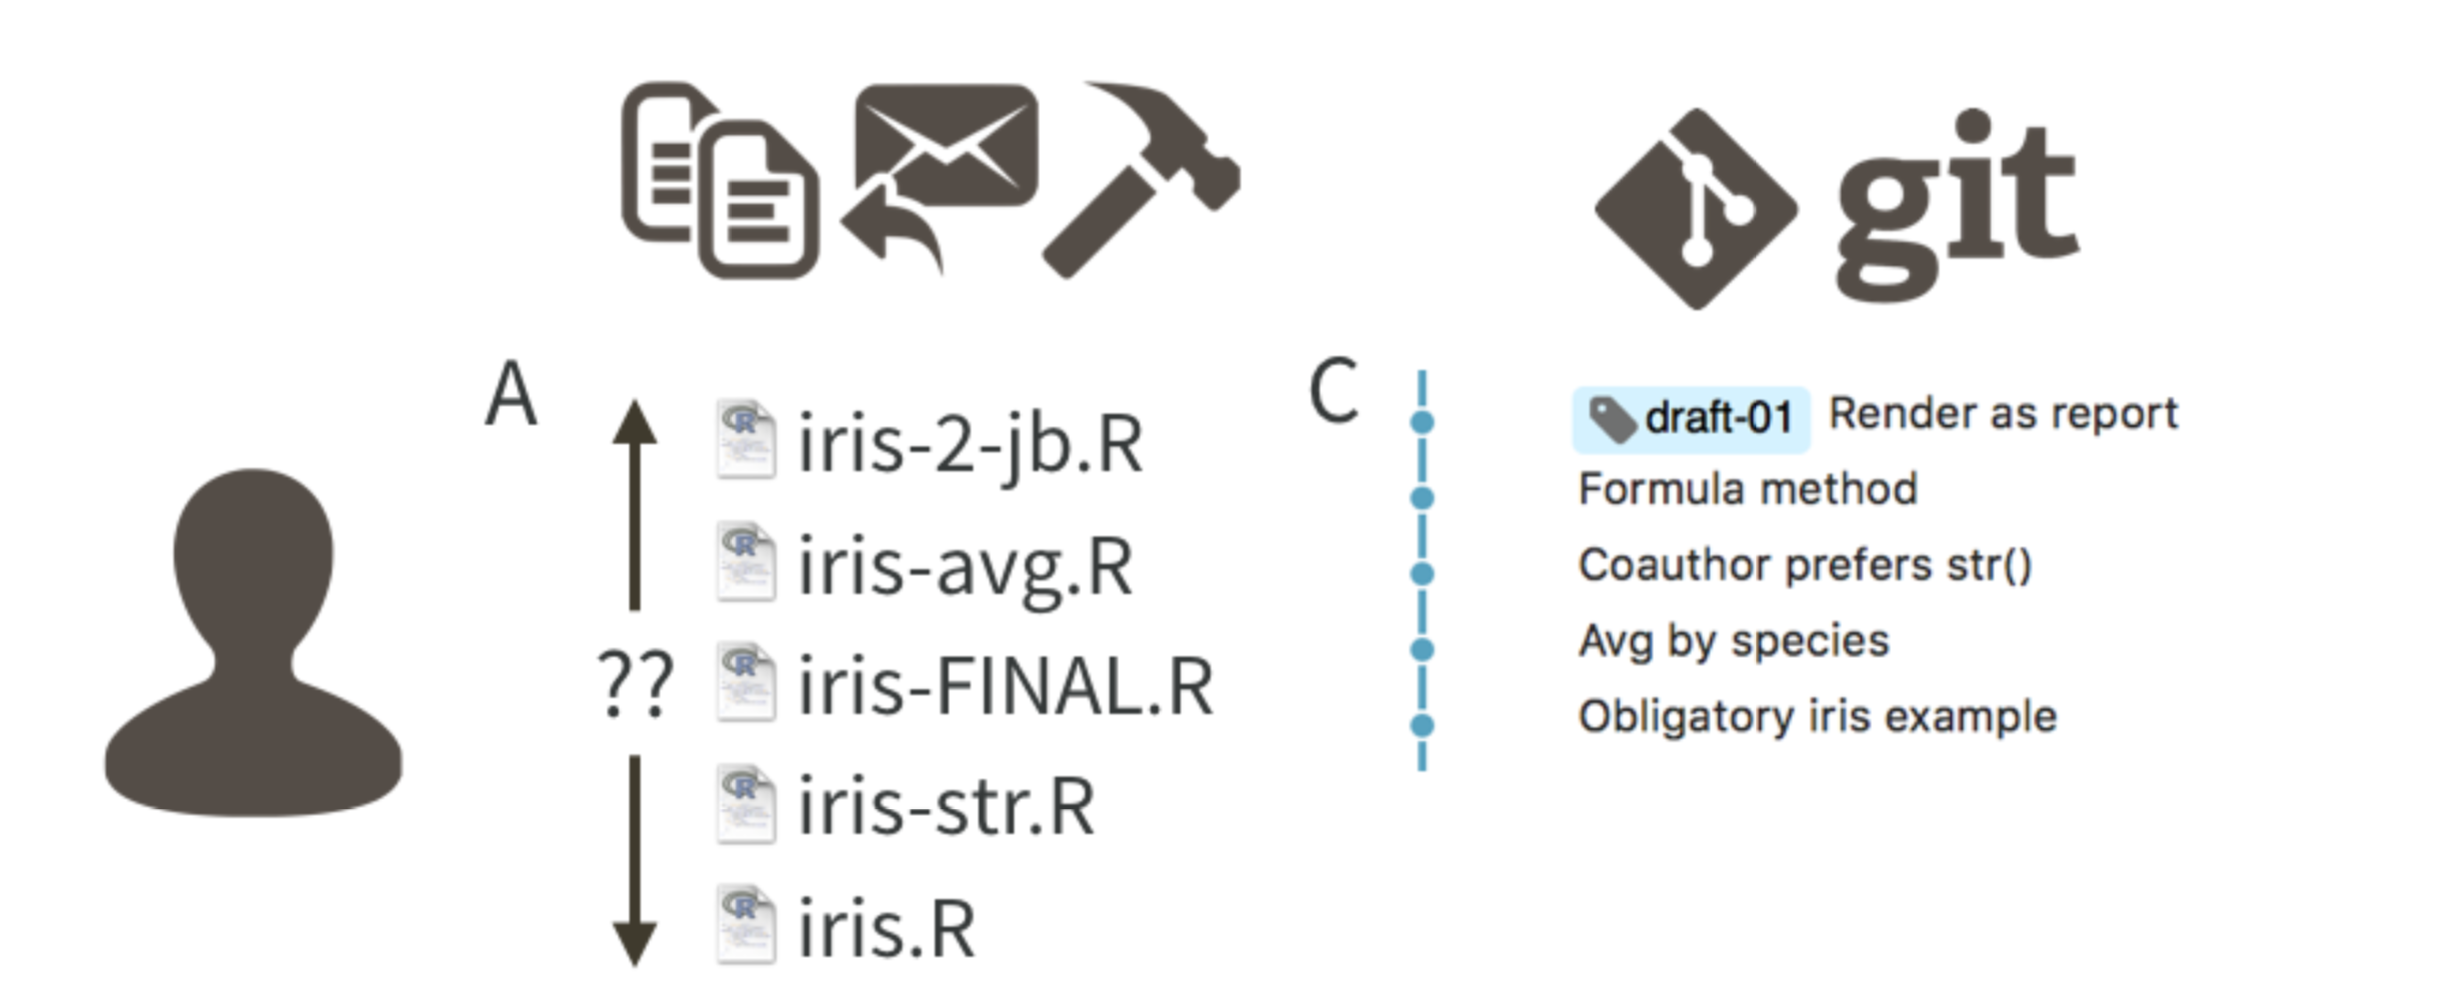 git
A
iris-2-jb.R
iris-avg.R
??
iris-FINAL.R
iris-str.R
iris.R
C
draft-01 Render as report
Formula method
Coauthor prefers str()
Avg by species
Obligatory iris example